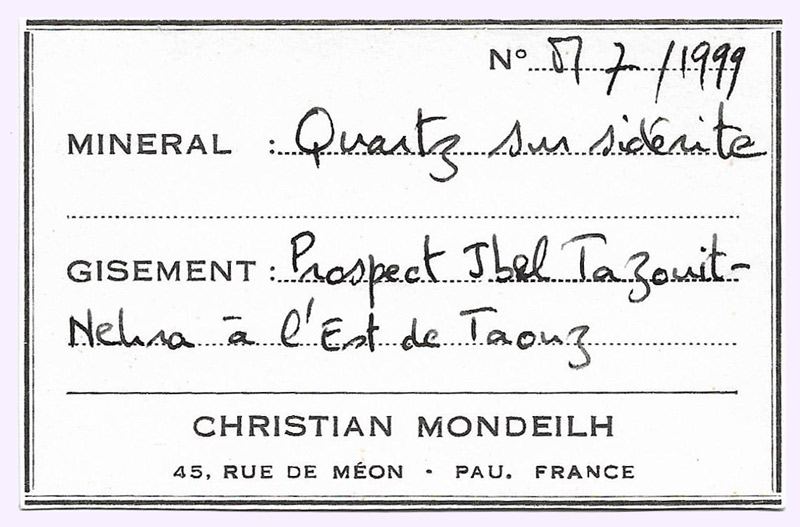 N° M 7 /1999
MINERAL : Quartz sur sidérite
GISEMENT : Prospect Jbel Tazouit-
Nehra à l'Est de Taouz
CHRISTIAN MONDEILH
45, RUE DE MÉON - PAU. FRANCE